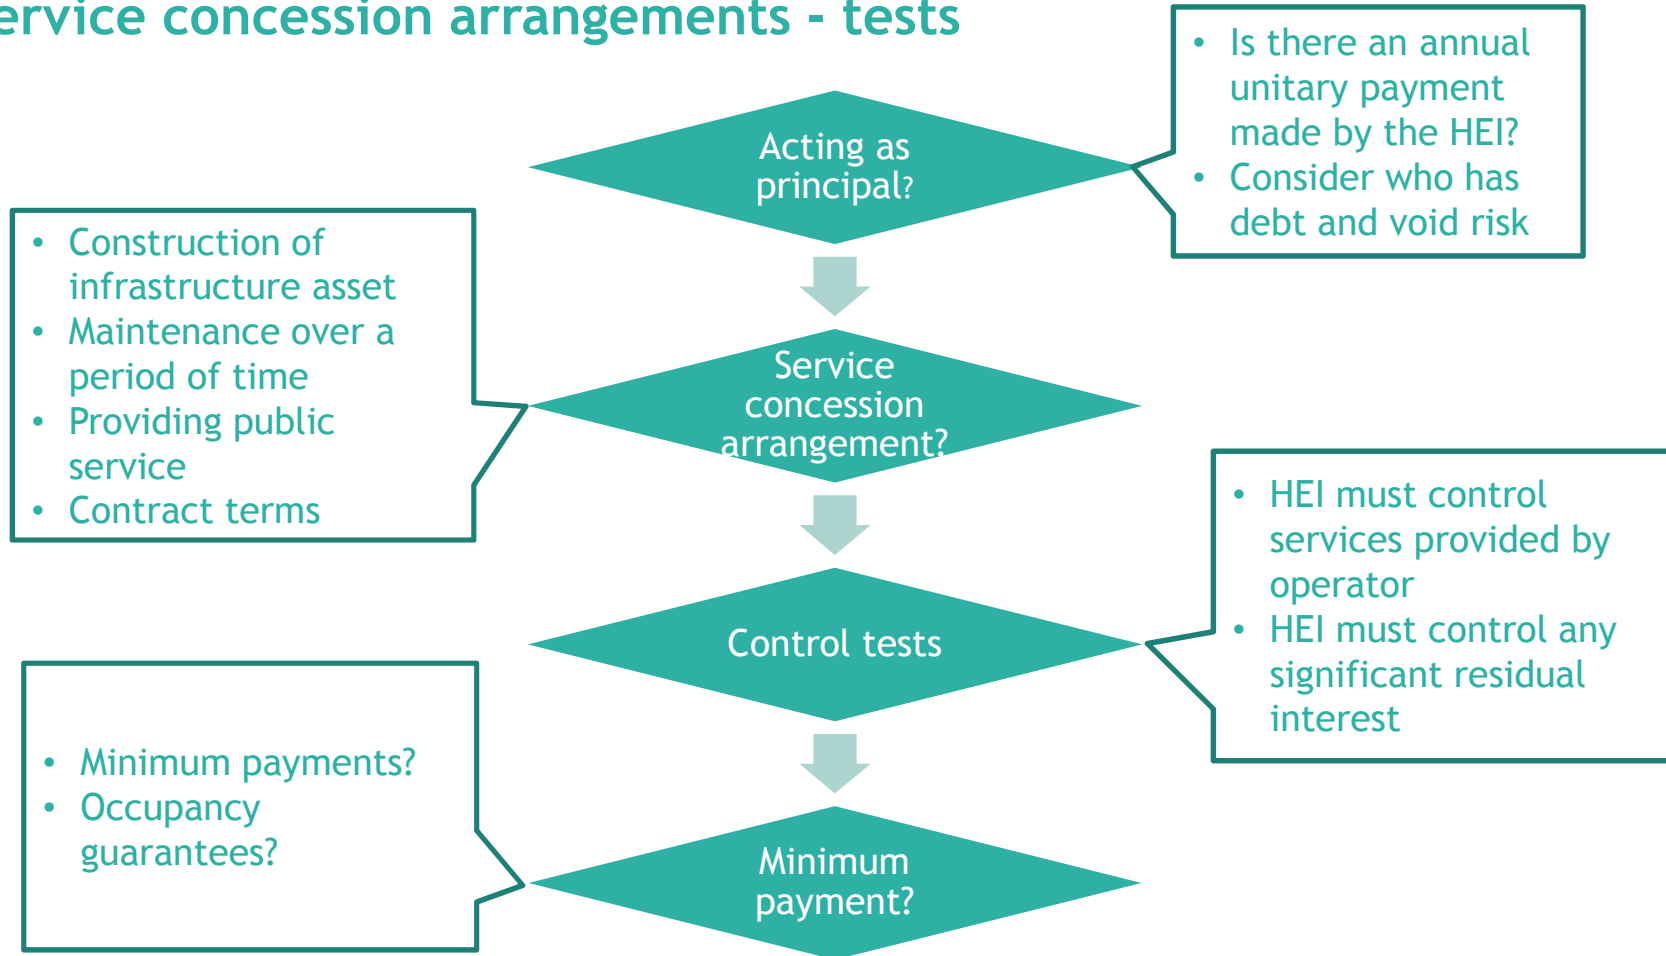 ervice concession arrangements - tests
• Is there an annual
unitary payment
made by the HEI?
• Consider who has
debt and void risk
Acting as
principal?
• Construction of
infrastructure asset
• Maintenance over a
period of time
• Providing public
service
• Contract terms
Service
concession
arrangement?
• HEI must control
services provided by
operator
• HEI must control any
significant residual
interest
Control tests
• Minimum payments?
• Occupancy
guarantees?
Minimum
payment?